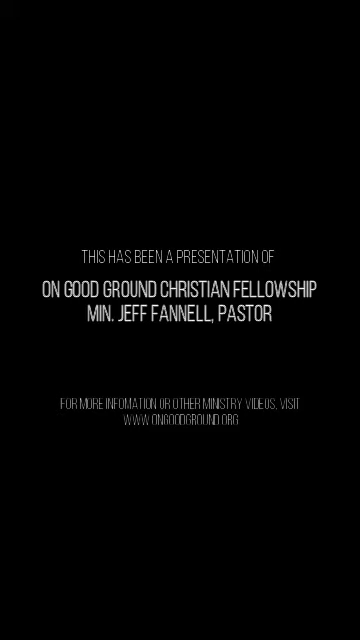 THIS HAS BEEN A PRESENTATION OF
ON GOOD GROUND CHRISTIAN FELLOWSHIP
MIN. JEFF FANNELL, PASTOR
FOR MORE INFOMATION OR OTHER MINISTRY VIDEOS, VISIT
WWW.ONGOODGROUND.ORG